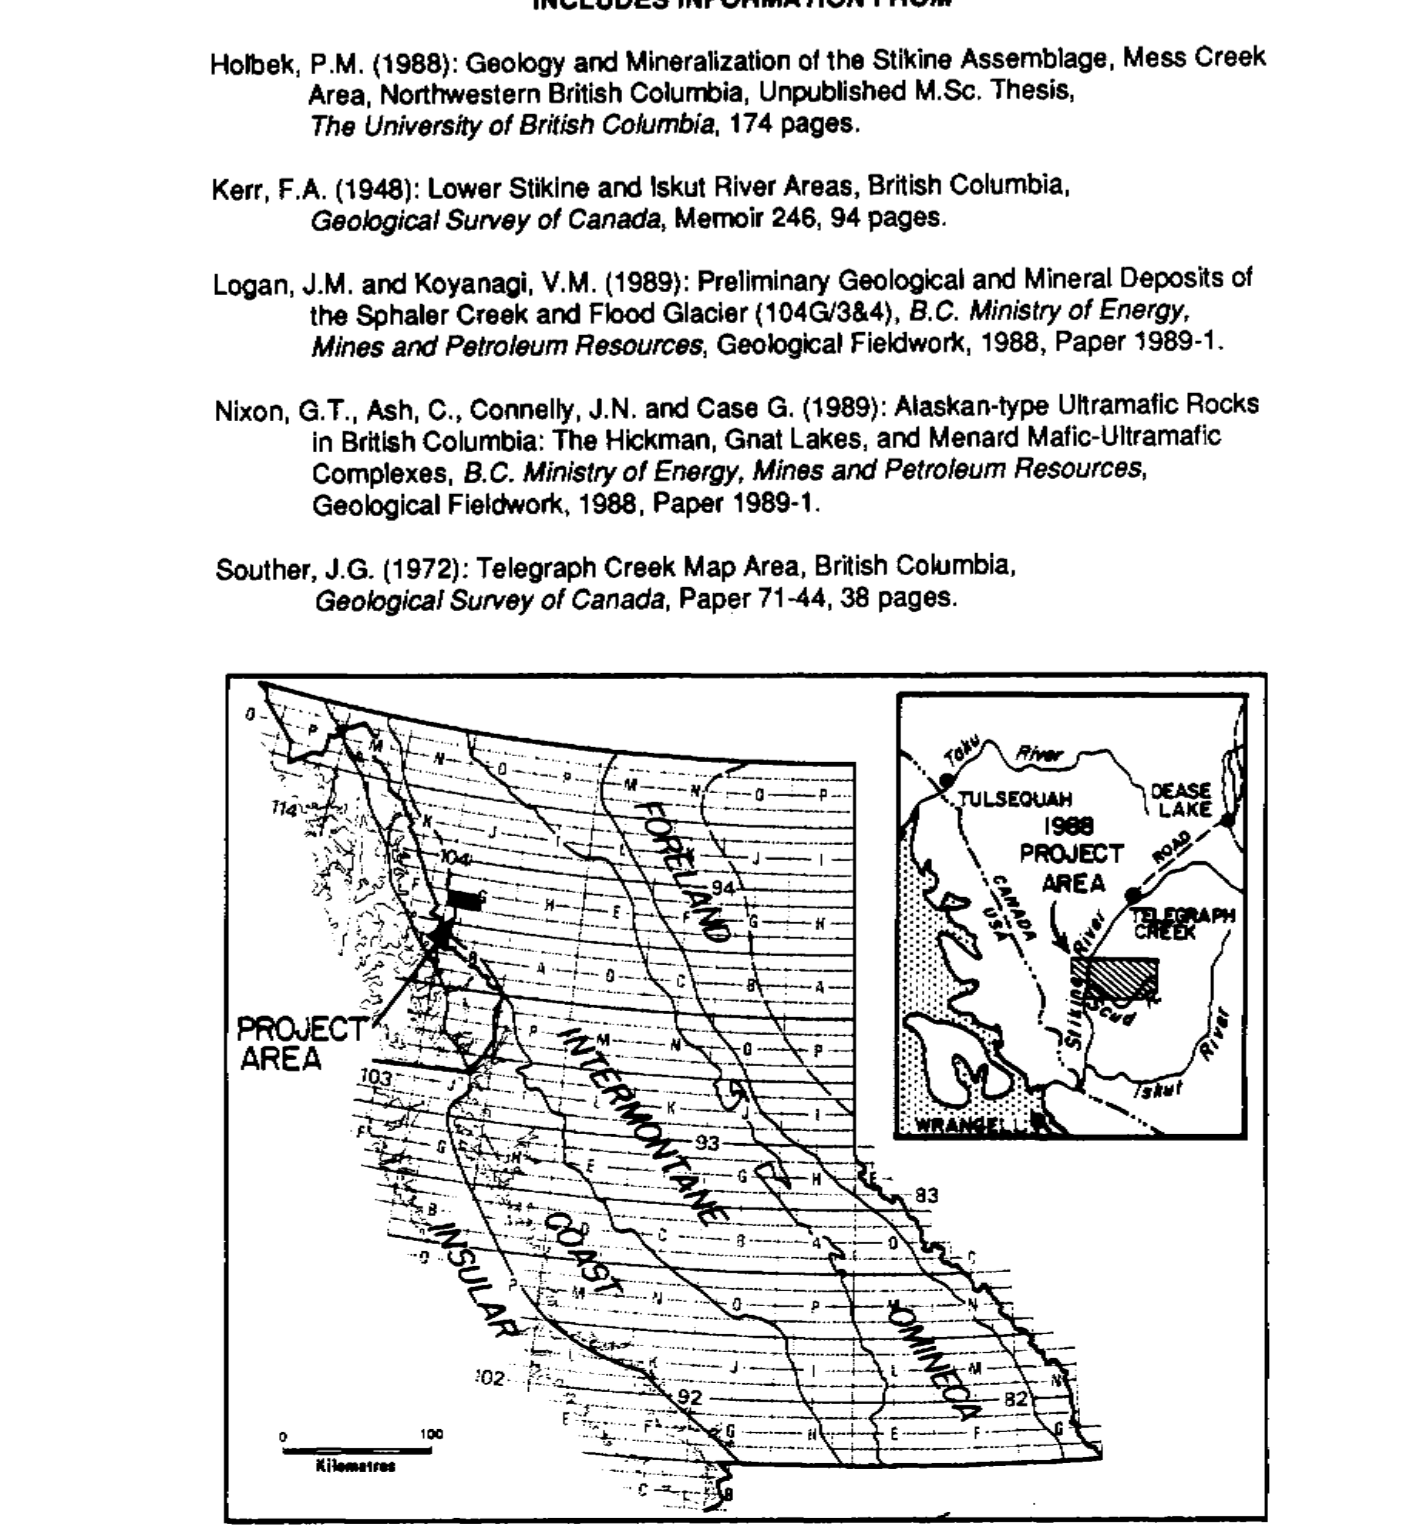 INCLUDES INFORMATION FROM
Holbek, P.M. (1988): Geology and Mineralization of the Stikine Assemblage, Mess Creek
Area, Northwestern British Columbia, Unpublished M.Sc. Thesis,
The University of British Columbia, 174 pages.
Kerr, F.A. (1948): Lower Stikine and Iskut River Areas, British Columbia,
Geological Survey of Canada, Memoir 246, 94 pages.
Logan, J.M. and Koyanagi, V.M. (1989): Preliminary Geological and Mineral Deposits of
the Sphaler Creek and Flood Glacier (104G/3&4), B.C. Ministry of Energy,
Mines and Petroleum Resources, Geological Fieldwork, 1988, Paper 1989-1.
Nixon, G.T., Ash, C., Connelly, J.N. and Case G. (1989): Alaskan-type Ultramafic Rocks
in British Columbia: The Hickman, Gnat Lakes, and Menard Mafic-Ultramafic
Complexes, B.C. Ministry of Energy, Mines and Petroleum Resources,
Geological Fieldwork, 1988, Paper 1989-1.
Souther, J.G. (1972): Telegraph Creek Map Area, British Columbia,
Geological Survey of Canada, Paper 71-44, 38 pages.
O P M N O P M N O P
114
K J I L J I
FORELAND
104
94
F G H E F G H
B A D C B A
PROJECT
AREA
P M N O P
INTERMONTANE
103
J K J I
93
G H E G H E
83
B D C B A D C
INSULAR
COAST
P M N O P M N
OMINECA
102
K J I L M N
92
82
E F G H E F G
C B
0 100
Kilometres
Taku River
TULSEQUAH
DEASE
LAKE
1988
PROJECT
AREA
ROAD
CANADA
USA
TELEGRAPH
CREEK
Stikine River
Scud R
Iskut River
WRANGELL